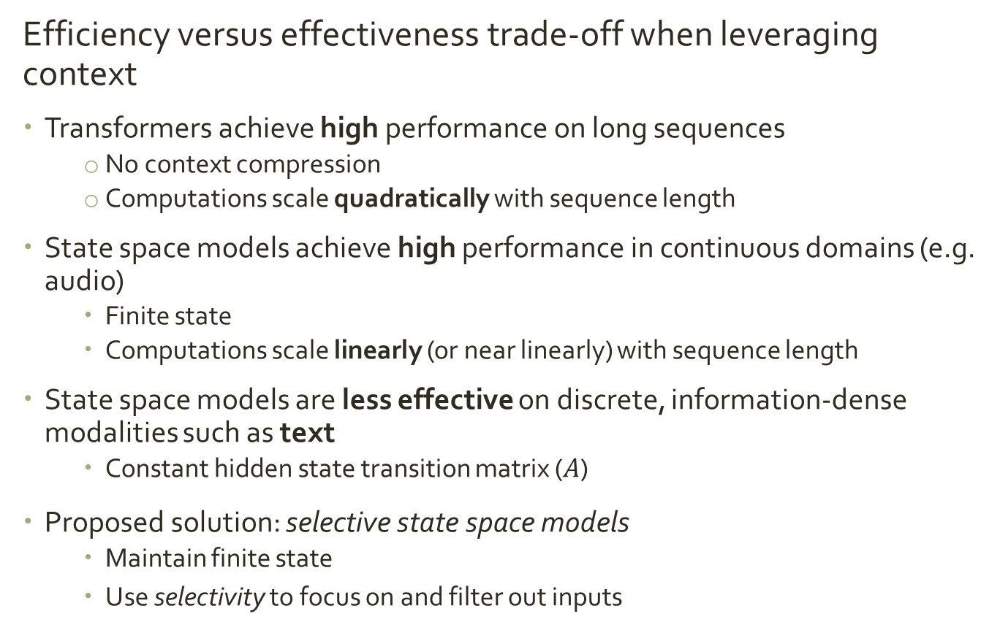 Efficiency versus effectiveness trade-off when leveraging
context
• Transformers achieve high performance on long sequences
○ No context compression
○ Computations scale quadratically with sequence length
• State space models achieve high performance in continuous domains (e.g.
audio)
• Finite state
• Computations scale linearly (or near linearly) with sequence length
• State space models are less effective on discrete, information-dense
modalities such as text
• Constant hidden state transition matrix (A)
• Proposed solution: selective state space models
• Maintain finite state
• Use selectivity to focus on and filter out inputs